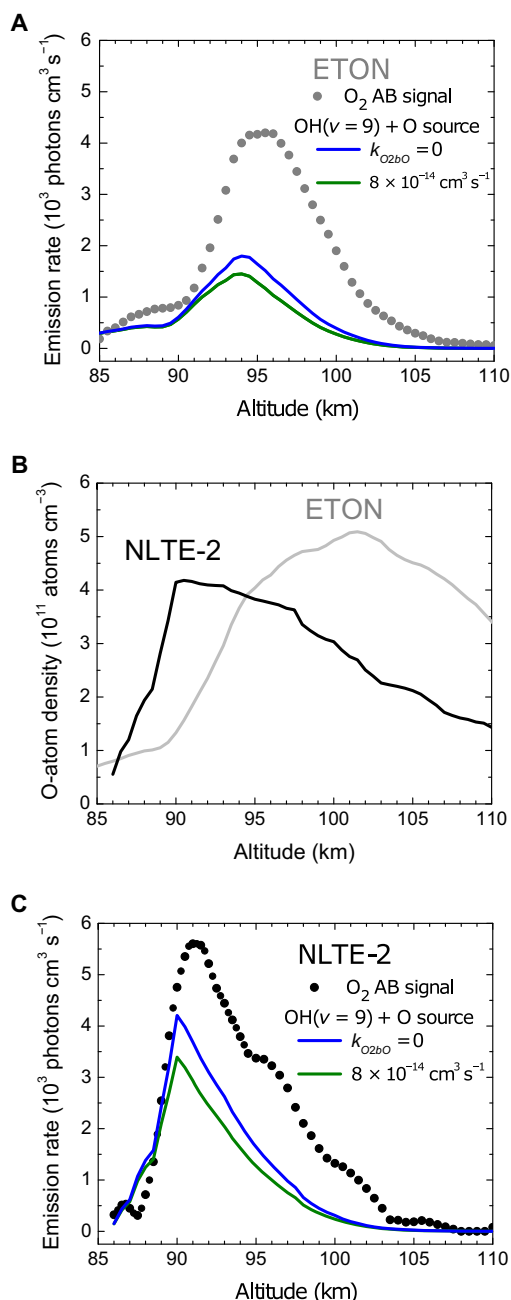 A
ETON
O₂ AB signal
OH(v = 9) + O source
k_O2bO = 0
8 × 10⁻¹⁴ cm³ s⁻¹
6
5
4
3
2
1
0
Emission rate (10³ photons cm³ s⁻¹)
85 90 95 100 105 110
Altitude (km)
B
ETON
NLTE-2
6
5
4
3
2
1
0
O-atom density (10¹¹ atoms cm⁻³)
85 90 95 100 105 110
Altitude (km)
C
NLTE-2
O₂ AB signal
OH(v = 9) + O source
k_O2bO = 0
8 × 10⁻¹⁴ cm³ s⁻¹
6
5
4
3
2
1
0
Emission rate (10³ photons cm³ s⁻¹)
85 90 95 100 105 110
Altitude (km)